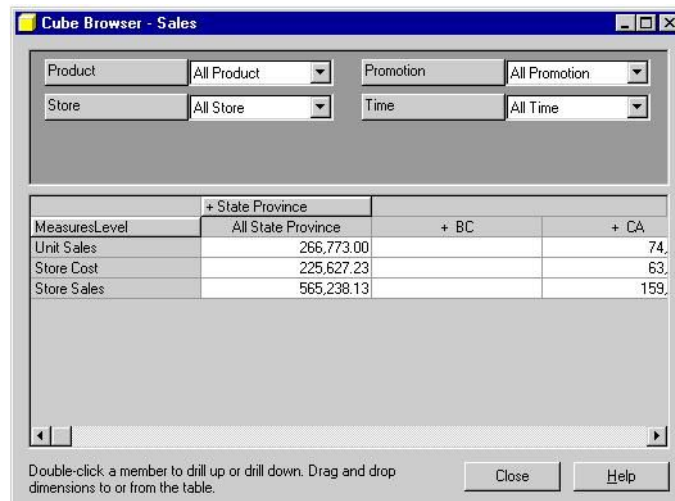 Cube Browser - Sales
Product All Product Promotion All Promotion
Store All Store Time All Time
+ State Province
MeasuresLevel All State Province + BC + CA
Unit Sales 266,773.00 74,
Store Cost 225,627.23 63,
Store Sales 565,238.13 159,
Double-click a member to drill up or drill down. Drag and drop
dimensions to or from the table.
Close Help